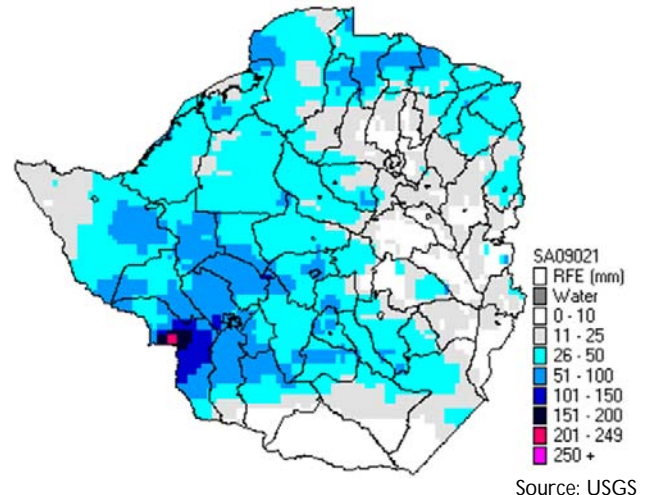 SA09021
RFE (mm)
Water
0 - 10
11 - 25
26 - 50
51 - 100
101 - 150
151 - 200
201 - 249
250 +
Source: USGS